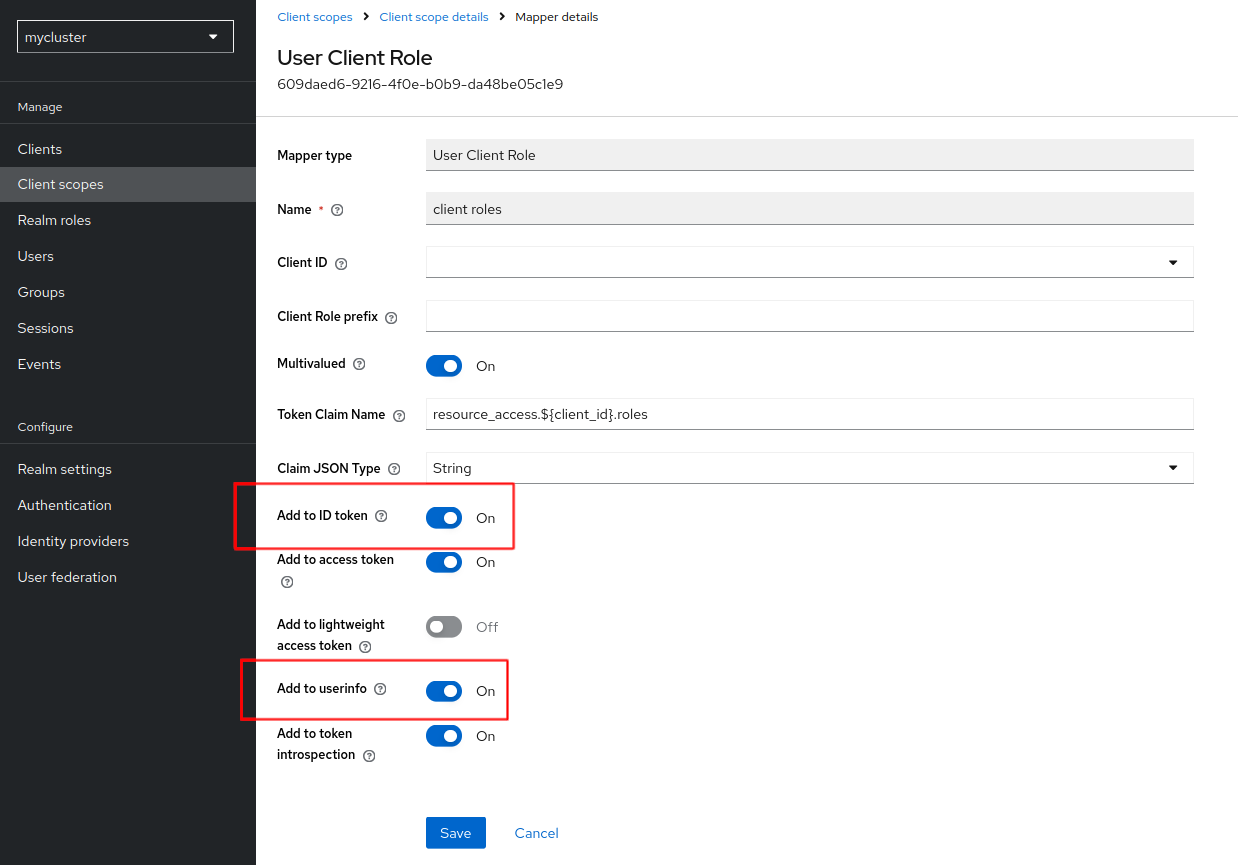 mycluster
Manage
Clients
Client scopes
Realm roles
Users
Groups
Sessions
Events
Configure
Realm settings
Authentication
Identity providers
User federation
Client scopes > Client scope details > Mapper details
User Client Role
609daed6-9216-4f0e-b0b9-da48be05c1e9
Mapper type User Client Role
Name * client roles
Client ID
Client Role prefix
Multivalued On
Token Claim Name resource_access.${client_id}.roles
Claim JSON Type String
Add to ID token On
Add to access token On
Add to lightweight
access token Off
Add to userinfo On
Add to token
introspection On
Save Cancel